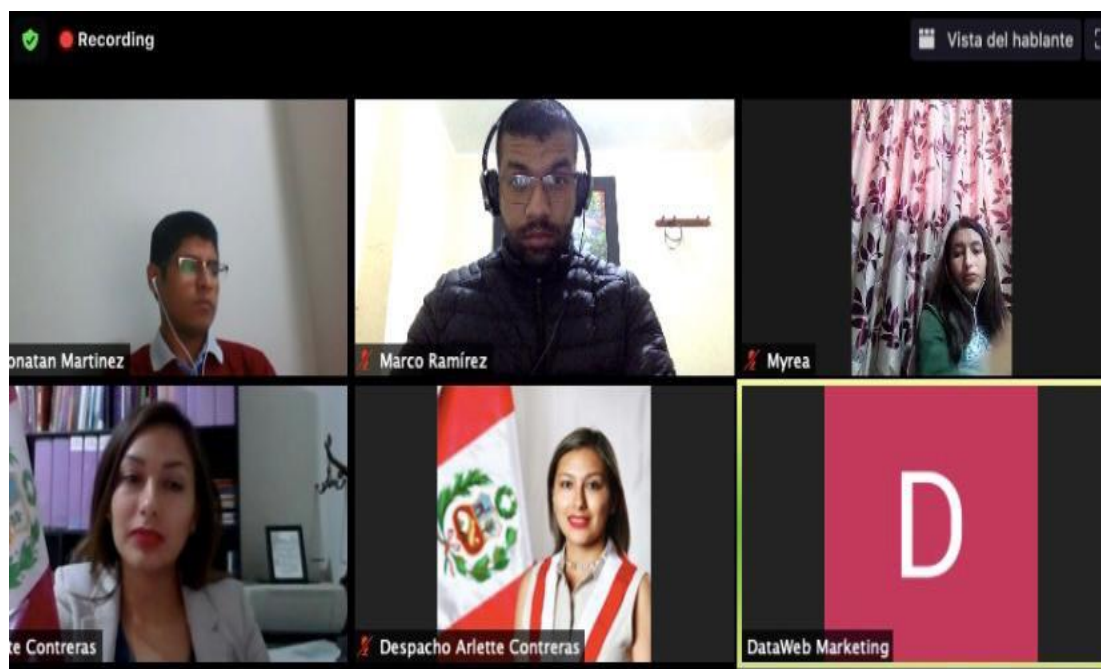 Recording
Vista del hablante
onatan Martinez
Marco Ramírez
Myrea
te Contreras
Despacho Arlette Contreras
D
DataWeb Marketing